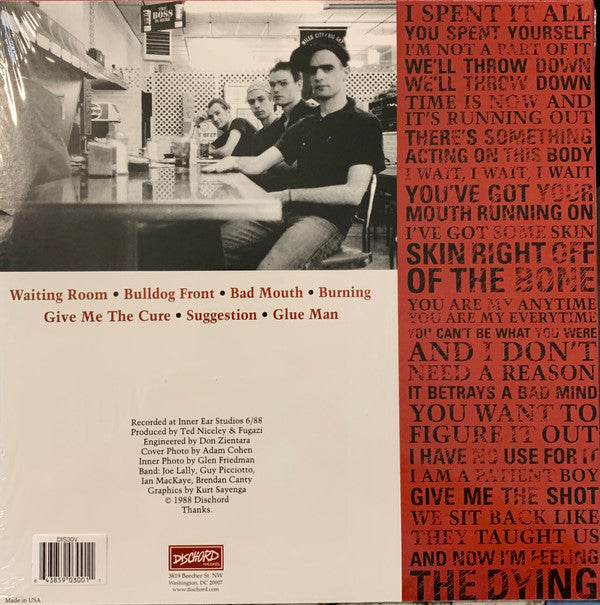 THE
BOSS
IS HERE
I SPENT IT ALL
YOU SPENT YOURSELF
I'M NOT A PART OF IT
WE'LL THROW DOWN
WE'LL THROW DOWN
TIME IS NOW AND
IT'S RUNNING OUT
THERE'S SOMETHING
ACTING ON THIS BODY
I WAIT, I WAIT, I WAIT
YOU'VE GOT YOUR
MOUTH RUNNING ON
I'VE GOT SOME SKIN
SKIN RIGHT OFF
OF THE BONE
YOU ARE MY ANYTIME
YOU ARE MY EVERYTIME
YOU CAN'T BE WHAT YOU WERE
AND I DON'T
NEED A REASON
IT BETRAYS A BAD MIND
YOU WANT TO
FIGURE IT OUT
I HAVE NO USE FOR IT
I AM A PATIENT BOY
GIVE ME THE SHOT
WE SIT BACK LIKE
THEY TAUGHT US
AND NOW I'M FEELING
THE DYING
Waiting Room • Bulldog Front • Bad Mouth • Burning
Give Me The Cure • Suggestion • Glue Man
Recorded at Inner Ear Studios 6/88
Produced by Ted Niceley & Fugazi
Engineered by Don Zientara
Cover Photo by Adam Cohen
Inner Photo by Glen Friedman
Band: Joe Lally, Guy Picciotto,
Ian MacKaye, Brendan Canty
Graphics by Kurt Sayenga
© 1988 Dischord
Thanks.
DIS30V
6 43859 03001 1
DISCHORD
RECORDS
3819 Beecher St. NW
Washington, DC 20007
www.dischord.com
Made in USA